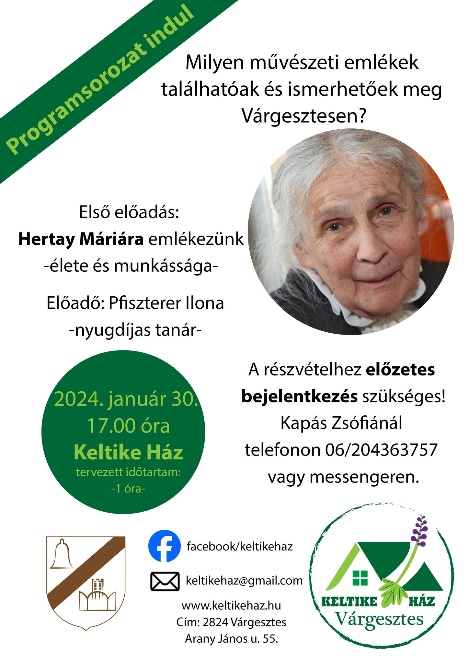 Programsorozat indul
Milyen művészeti emlékek
találhatóak és ismerhetőek meg
Várgesztesen?
Első előadás:
Hertay Máriára emlékezünk
-élete és munkássága-
Előadó: Pfiszterer Ilona
-nyugdíjas tanár-
2024. január 30.
17.00 óra
Keltike Ház
tervezett időtartam:
-1 óra-
A részvételhez előzetes
bejelentkezés szükséges!
Kapás Zsófiánál
telefonon 06/204363757
vagy messengeren.
facebook/keltikehaz
keltikehaz@gmail.com
www.keltikehaz.hu
Cím: 2824 Várgesztes
Arany János u. 55.
KELTIKE HÁZ
Várgesztes